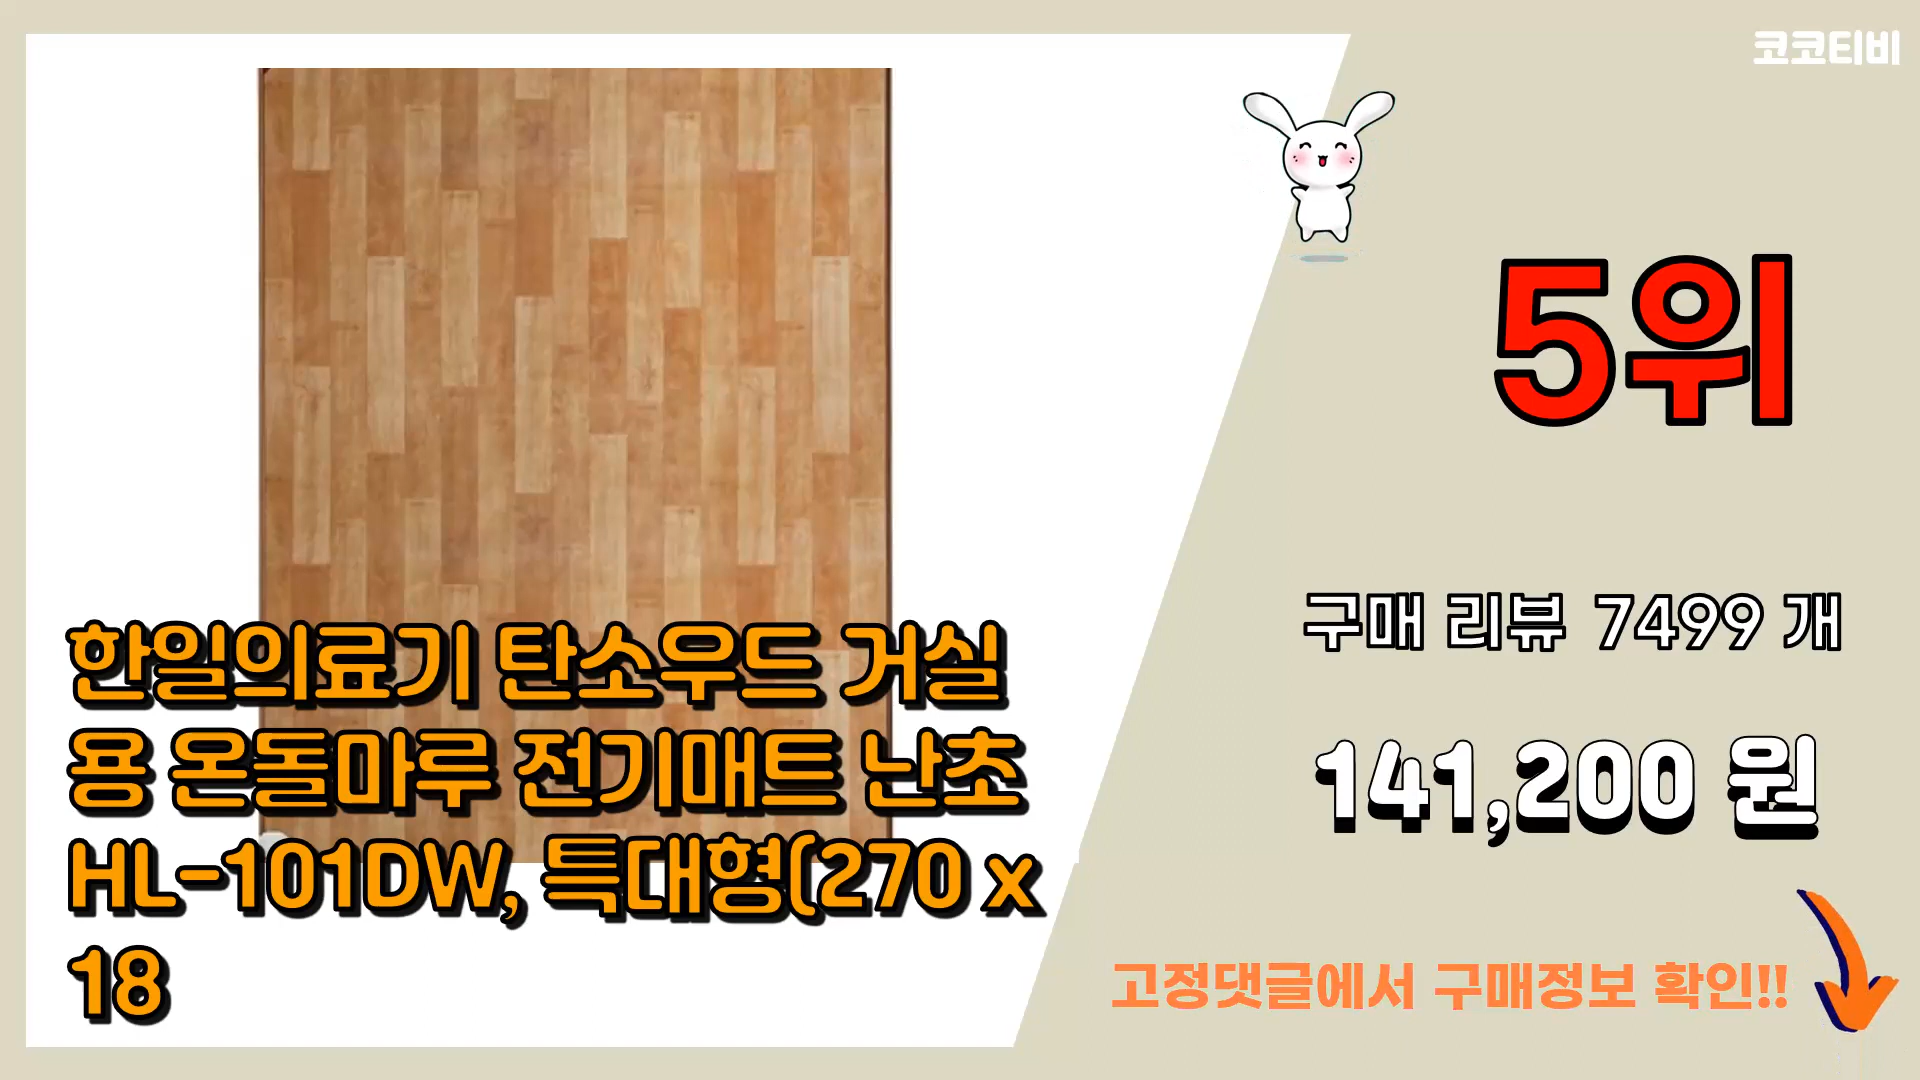 코코티비
5위
구매 리뷰 7499 개
141,200 원
한일의료기 탄소우드 거실
용 온돌마루 전기매트 난초
HL-101DW, 특대형(270 x
18
고정댓글에서 구매정보 확인!!